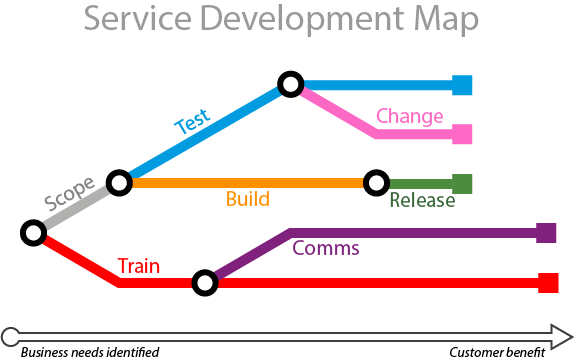 Service Development Map
Test
Change
Scope
Build
Release
Train
Comms
Business needs identified
Customer benefit